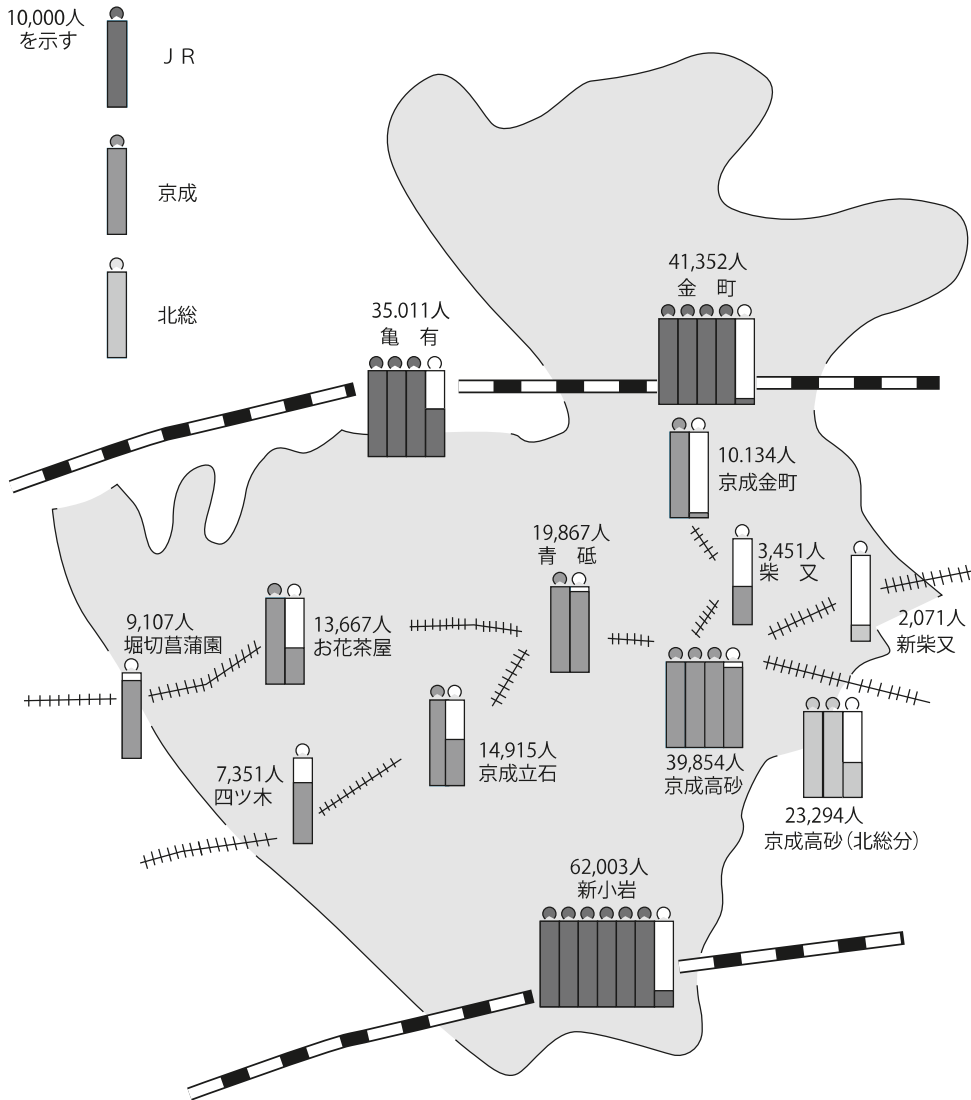 10,000人
を示す
ＪＲ
京成
北総
41,352人
金　町
35.011人
亀　有
10.134人
京成金町
19,867人
青　砥
3,451人
柴　又
2,071人
新柴又
9,107人
堀切菖蒲園
13,667人
お花茶屋
14,915人
京成立石
7,351人
四ツ木
39,854人
京成高砂
23,294人
京成高砂（北総分）
62,003人
新小岩